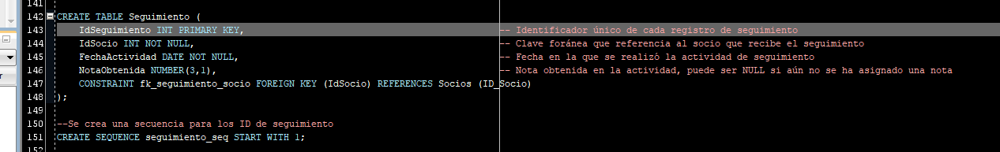 141
142 CREATE TABLE Seguimiento (
143 IdSeguimiento INT PRIMARY KEY, -- Identificador único de cada registro de seguimiento
144 IdSocio INT NOT NULL, -- Clave foránea que referencia al socio que recibe el seguimiento
145 FechaActividad DATE NOT NULL, -- Fecha en la que se realizó la actividad de seguimiento
146 NotaObtenida NUMBER(3,1), -- Nota obtenida en la actividad, puede ser NULL si aún no se ha asignado una nota
147 CONSTRAINT fk_seguimiento_socio FOREIGN KEY (IdSocio) REFERENCES Socios (ID_Socio)
148 );
149
150 --Se crea una secuencia para los ID de seguimiento
151 CREATE SEQUENCE seguimiento_seq START WITH 1;
152